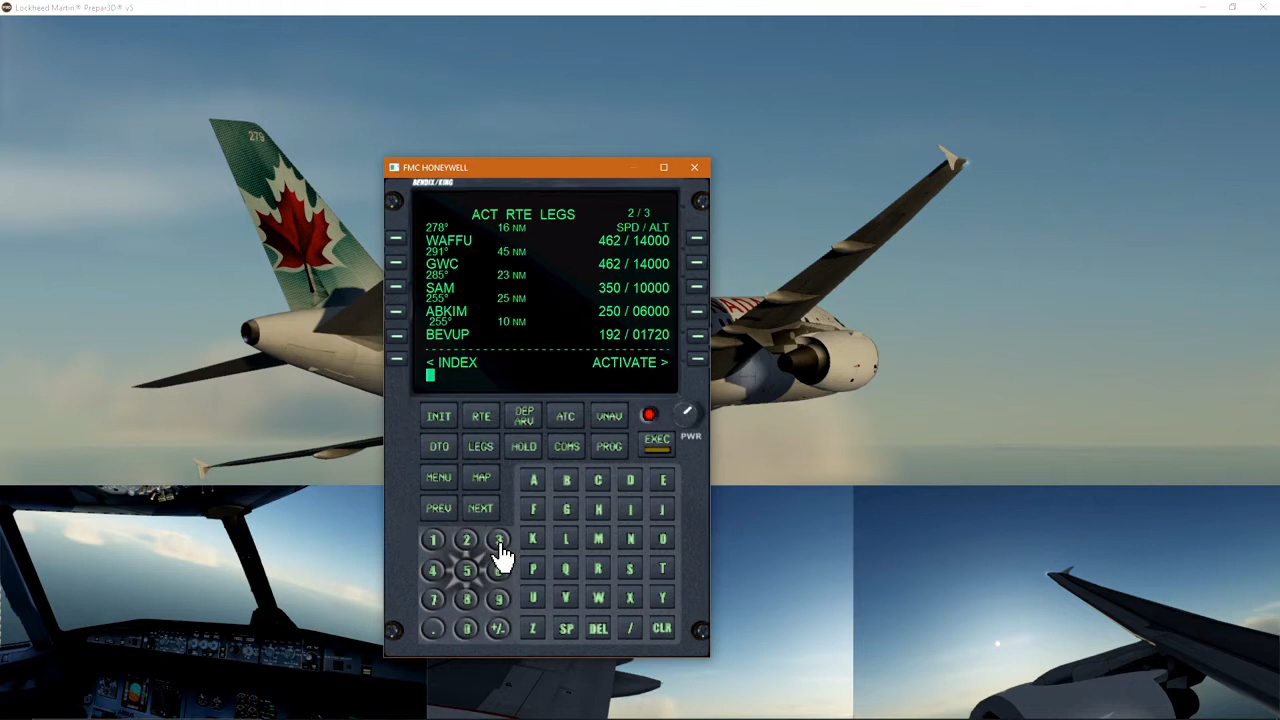 Lockheed Martin® Prepar3D® v5
279
FMC HONEYWELL
BENDIX/KING
ACT RTE LEGS 2 / 3
278° 16 NM SPD / ALT
WAFFU 462 / 14000
291° 45 NM
GWC 462 / 14000
285° 23 NM
SAM 350 / 10000
255° 25 NM
ABKIM 250 / 06000
255° 10 NM
BEVUP 192 / 01720
< INDEX ACTIVATE >
INIT RTE DEP ARV ATC VNAV
PWR
DTO LEGS HOLD COMS PROG EXEC
MENU MAP A B C D E
PREV NEXT F G H I J
1 2 3 K L M N O
4 5 P Q R S T
7 8 9 U V W X Y
. 0 +/- Z SP DEL / CLR